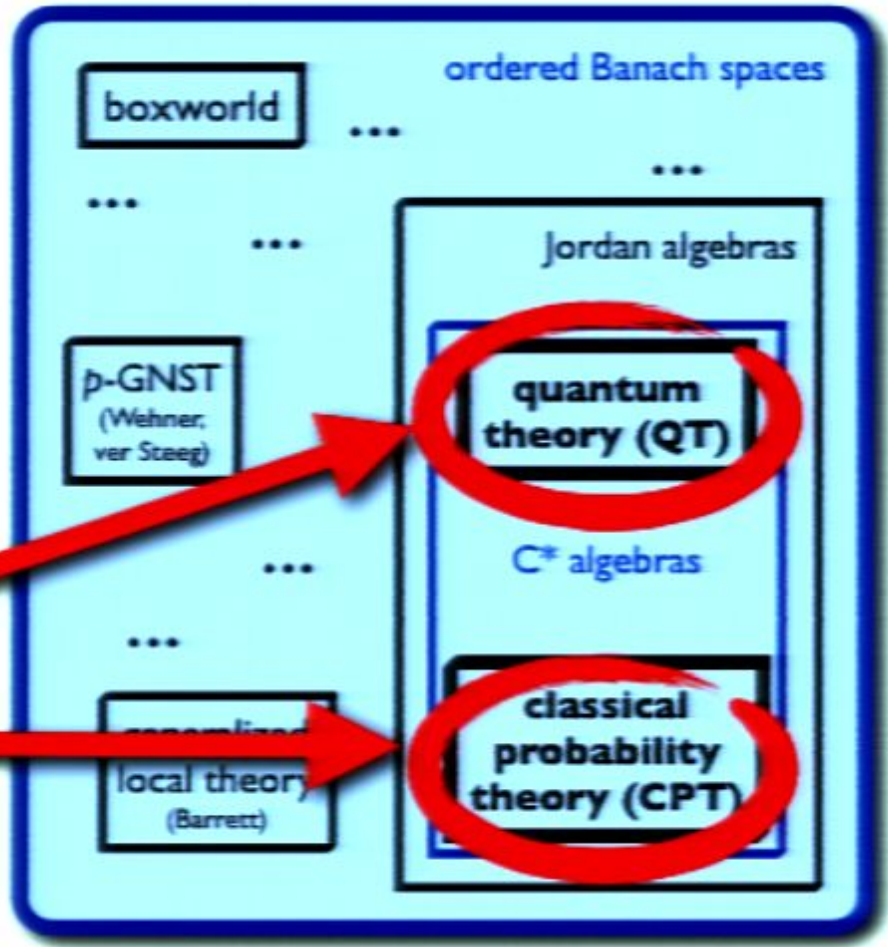 ordered Banach spaces
boxworld
...
...
...
...
Jordan algebras
p-GNST
(Wehner,
ver Steeg)
quantum
theory (QT)
C* algebras
...
...
classical
probability
theory (CPT)
local theory
(Barrett)